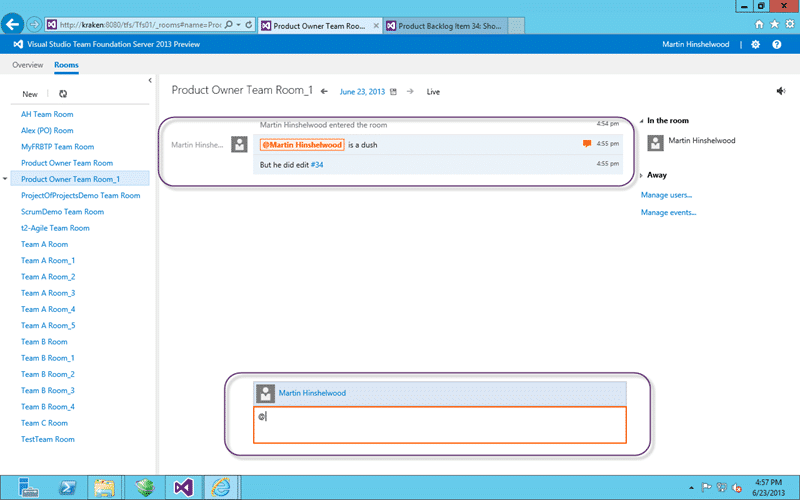 http://kraken:8080/tfs/Tfs01/_rooms#name=Proc
Product Owner Team Roo...
Product Backlog Item 34: Sho...
Visual Studio Team Foundation Server 2013 Preview
Martin Hinshelwood
Overview
Rooms
New
AH Team Room
Alex (PO) Room
MyFRBTP Team Room
Product Owner Team Room
Product Owner Team Room_1
ProjectOfProjectsDemo Team Room
ScrumDemo Team Room
t2-Agile Team Room
Team A Room
Team A Room_1
Team A Room_2
Team A Room_3
Team A Room_4
Team A Room_5
Team B Room
Team B Room_1
Team B Room_2
Team B Room_3
Team B Room_4
Team C Room
TestTeam Room
Product Owner Team Room_1
June 23, 2013
Live
Martin Hinshelwood entered the room
4:54 pm
Martin Hinshe...
@Martin Hinshelwood is a dush
4:55 pm
But he did edit #34
4:55 pm
In the room
Martin Hinshelwood
Away
Manage users...
Manage events...
Martin Hinshelwood
@
4:57 PM
6/23/2013